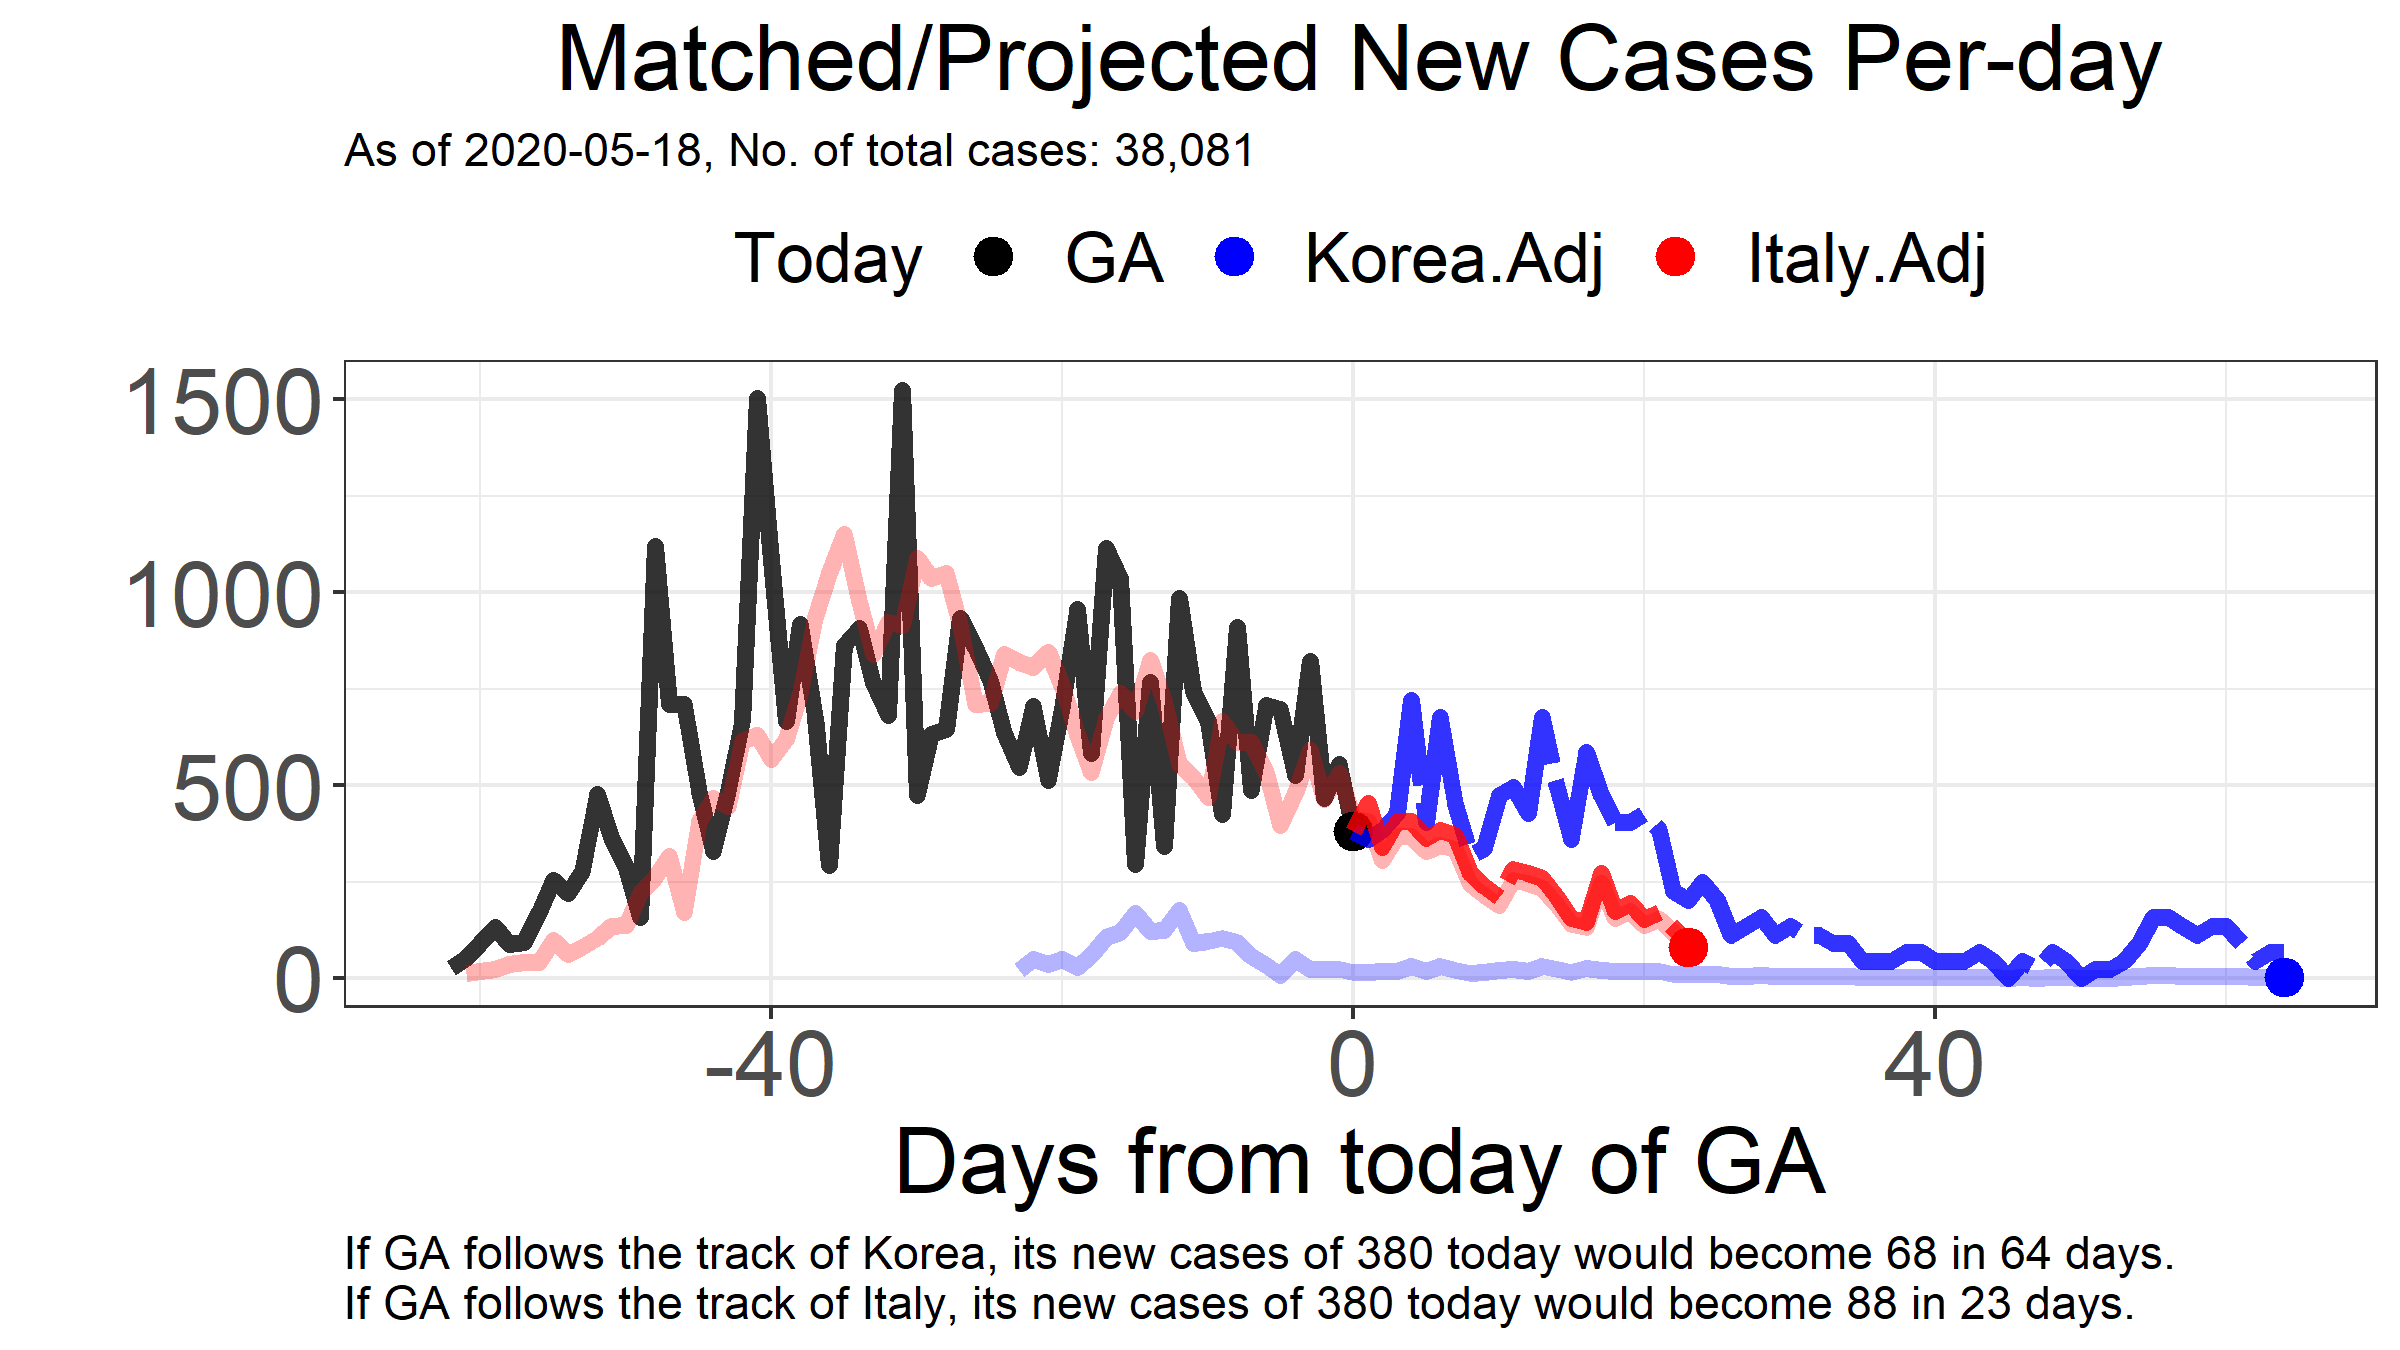 Matched/Projected New Cases Per-day
As of 2020-05-18, No. of total cases: 38,081
Today GA Korea.Adj Italy.Adj
1500
1000
500
0
-40 0 40
Days from today of GA
If GA follows the track of Korea, its new cases of 380 today would become 68 in 64 days.
If GA follows the track of Italy, its new cases of 380 today would become 88 in 23 days.